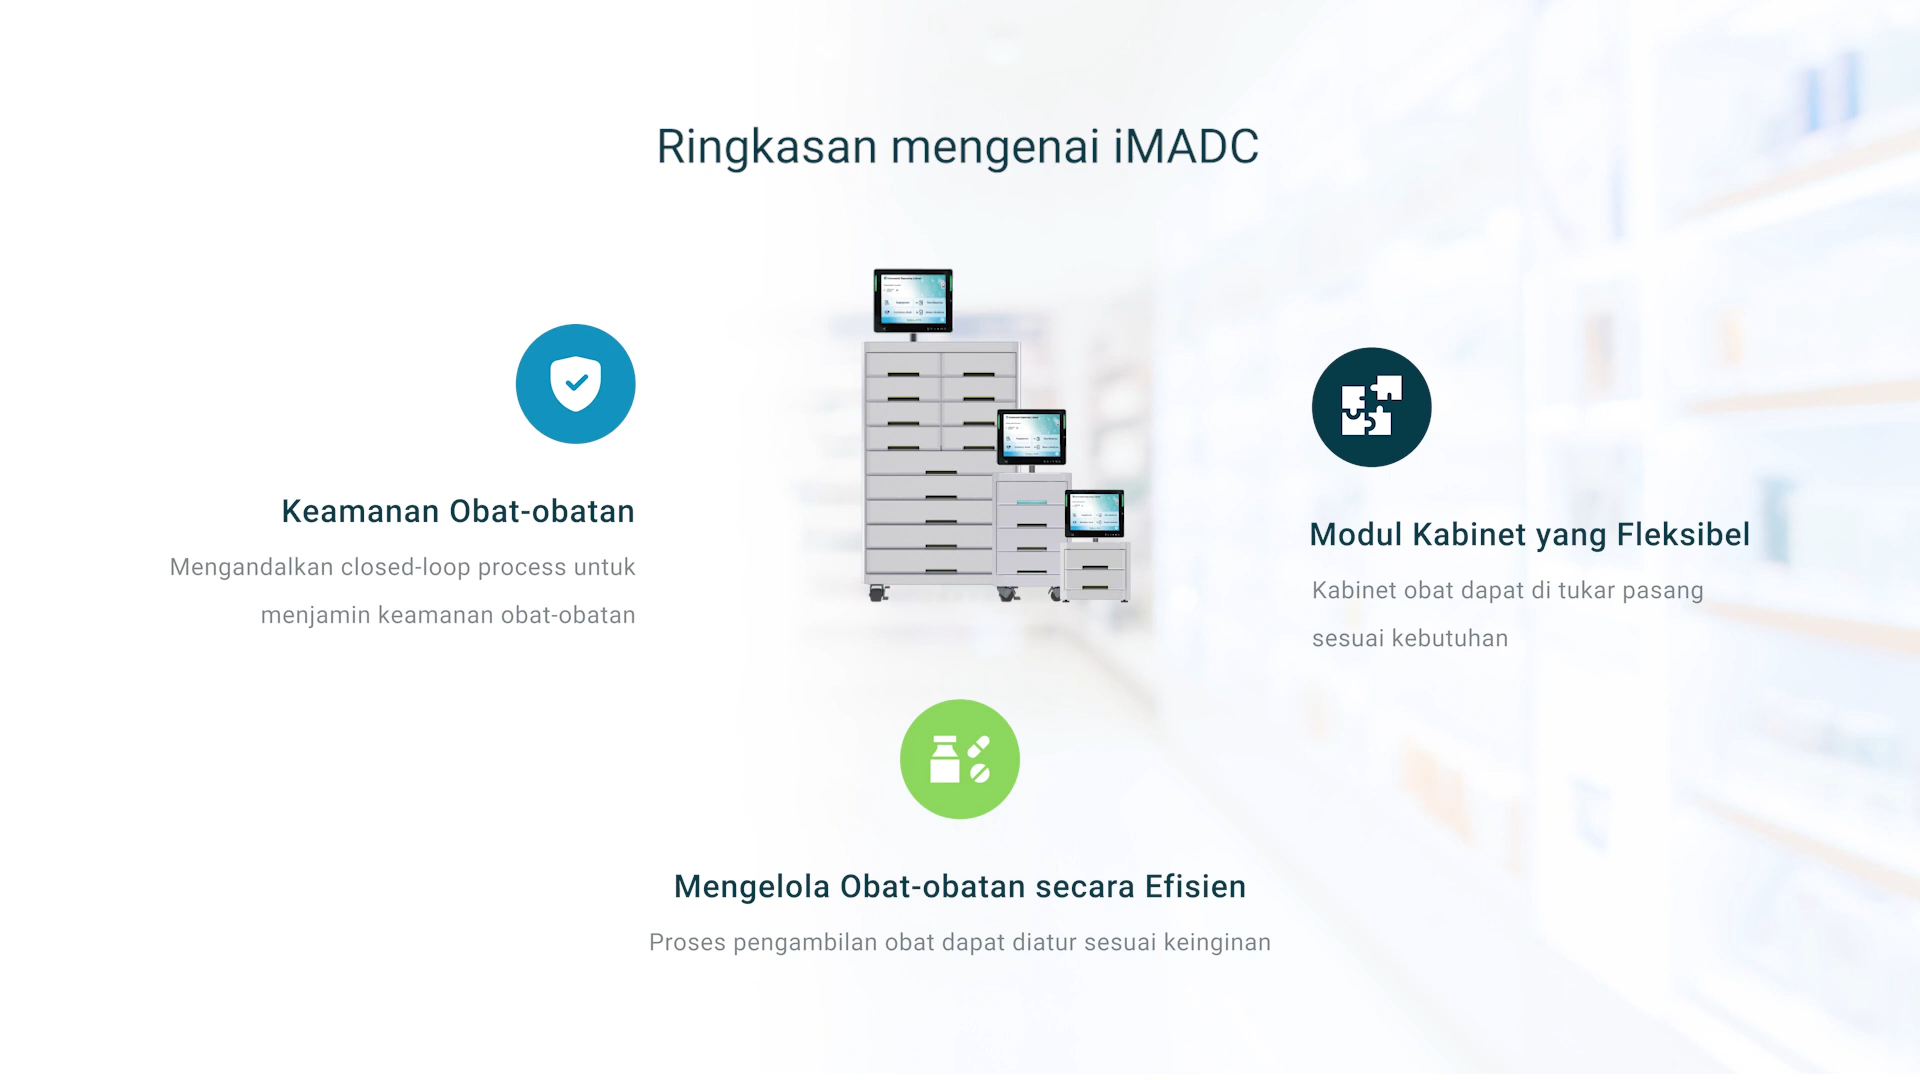 Ringkasan mengenai iMADC
Keamanan Obat-obatan
Mengandalkan closed-loop process untuk
menjamin keamanan obat-obatan
Modul Kabinet yang Fleksibel
Kabinet obat dapat di tukar pasang
sesuai kebutuhan
Mengelola Obat-obatan secara Efisien
Proses pengambilan obat dapat diatur sesuai keinginan